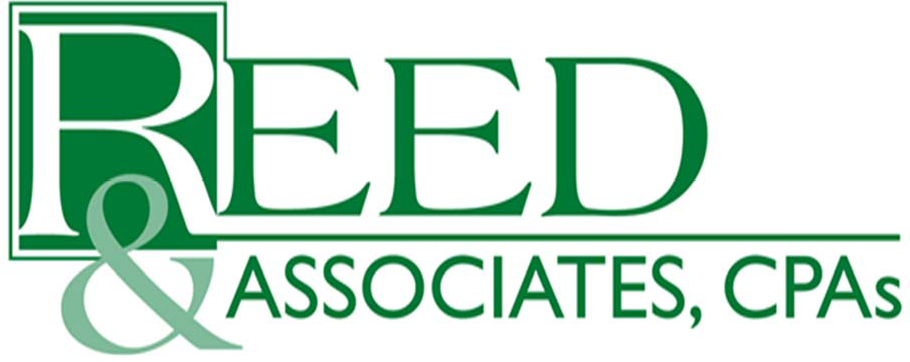 REED
& ASSOCIATES, CPAs